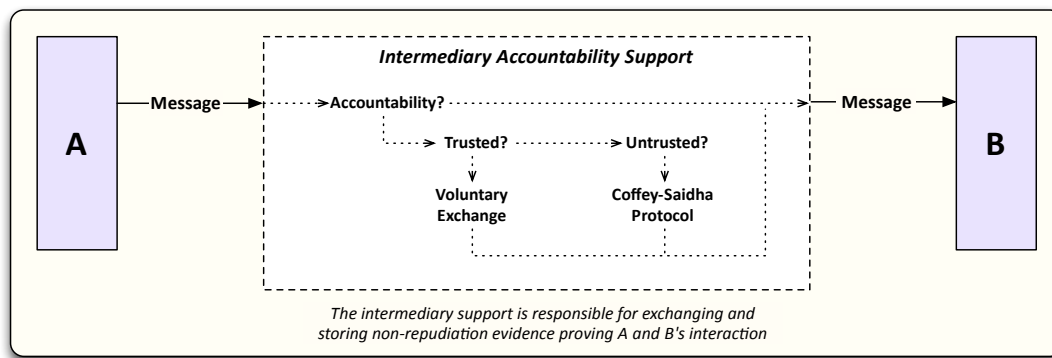 Intermediary Accountability Support
A
Message
Accountability?
Message
B
Trusted?
Untrusted?
Voluntary
Exchange
Coffey-Saidha
Protocol
The intermediary support is responsible for exchanging and
storing non-repudiation evidence proving A and B's interaction